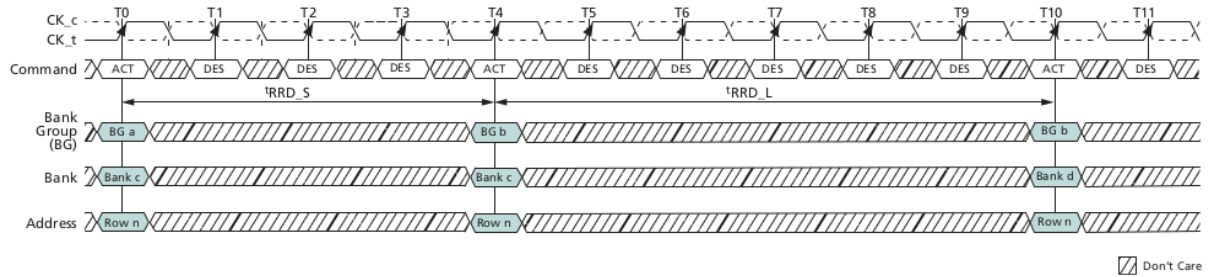 T0 T1 T2 T3 T4 T5 T6 T7 T8 T9 T10 T11
CK_c
CK_t
Command ACT DES DES DES ACT DES DES DES DES DES ACT DES
tRRD_S tRRD_L
Bank
Group
(BG)
BG a BG b BG b
Bank Bank c Bank c Bank d
Address Row n Row n Row n
Don't Care